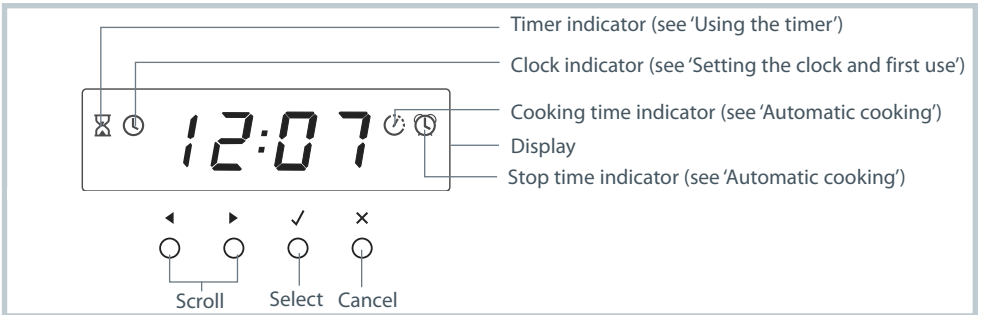 Timer indicator (see ‘Using the timer’)
Clock indicator (see ‘Setting the clock and first use’)
Cooking time indicator (see ‘Automatic cooking’)
12:07
Display
Stop time indicator (see ‘Automatic cooking’)
Scroll
Select
Cancel